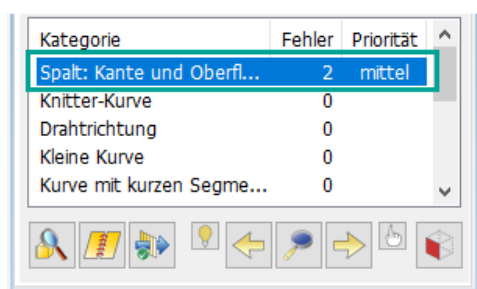 Kategorie Fehler Priorität
Spalt: Kante und Oberfl... 2 mittel
Knitter-Kurve 0
Drahtrichtung 0
Kleine Kurve 0
Kurve mit kurzen Segme... 0